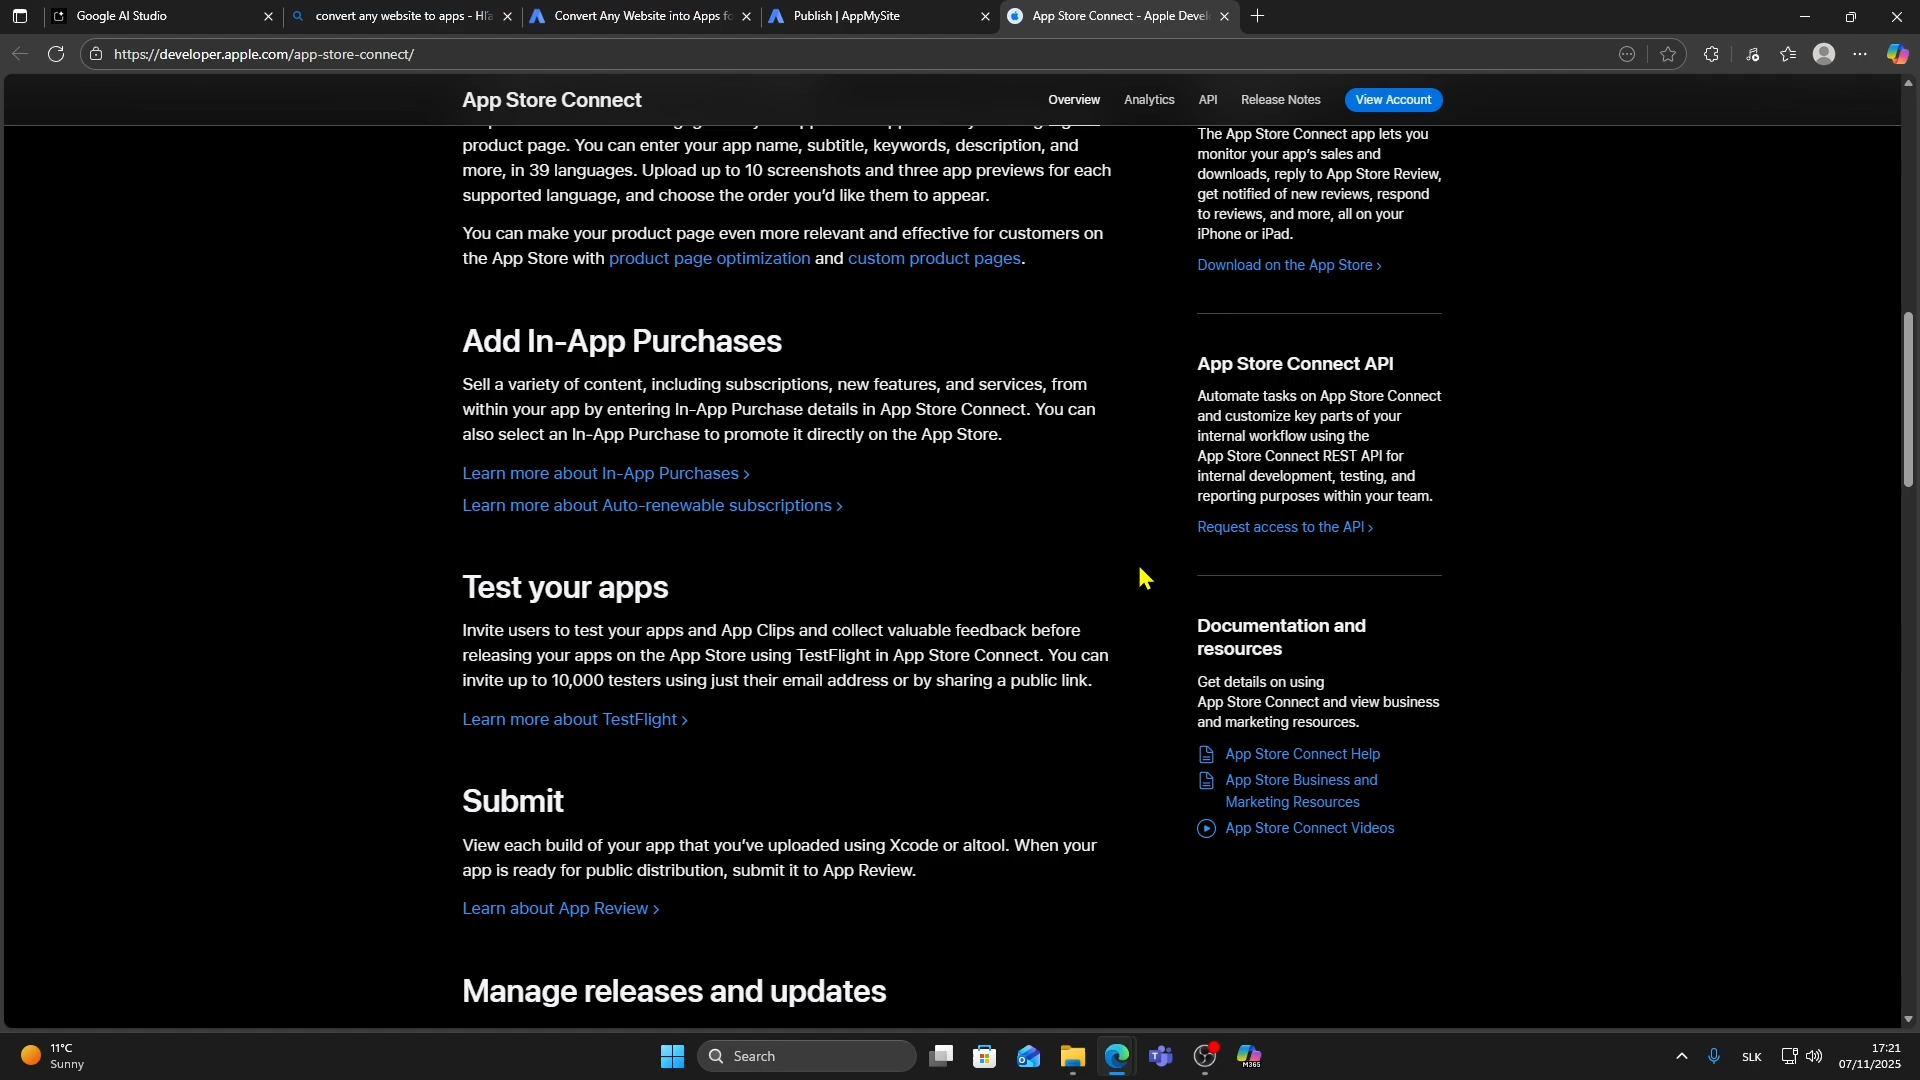 Google AI Studio
convert any website to apps - Hľa
Convert Any Website into Apps fo
Publish | AppMySite
App Store Connect - Apple Devel
https://developer.apple.com/app-store-connect/
App Store Connect
Overview
Analytics
API
Release Notes
View Account
product page. You can enter your app name, subtitle, keywords, description, and
more, in 39 languages. Upload up to 10 screenshots and three app previews for each
supported language, and choose the order you'd like them to appear.
You can make your product page even more relevant and effective for customers on
the App Store with product page optimization and custom product pages.
Add In-App Purchases
Sell a variety of content, including subscriptions, new features, and services, from
within your app by entering In-App Purchase details in App Store Connect. You can
also select an In-App Purchase to promote it directly on the App Store.
Learn more about In-App Purchases >
Learn more about Auto-renewable subscriptions >
Test your apps
Invite users to test your apps and App Clips and collect valuable feedback before
releasing your apps on the App Store using TestFlight in App Store Connect. You can
invite up to 10,000 testers using just their email address or by sharing a public link.
Learn more about TestFlight >
Submit
View each build of your app that you've uploaded using Xcode or altool. When your
app is ready for public distribution, submit it to App Review.
Learn about App Review >
Manage releases and updates
The App Store Connect app lets you
monitor your app's sales and
downloads, reply to App Store Review,
get notified of new reviews, respond
to reviews, and more, all on your
iPhone or iPad.
Download on the App Store >
App Store Connect API
Automate tasks on App Store Connect
and customize key parts of your
internal workflow using the
App Store Connect REST API for
internal development, testing, and
reporting purposes within your team.
Request access to the API >
Documentation and
resources
Get details on using
App Store Connect and view business
and marketing resources.
App Store Connect Help
App Store Business and
Marketing Resources
App Store Connect Videos
11°C
Sunny
Search
M365
SLK
17:21
07/11/2025